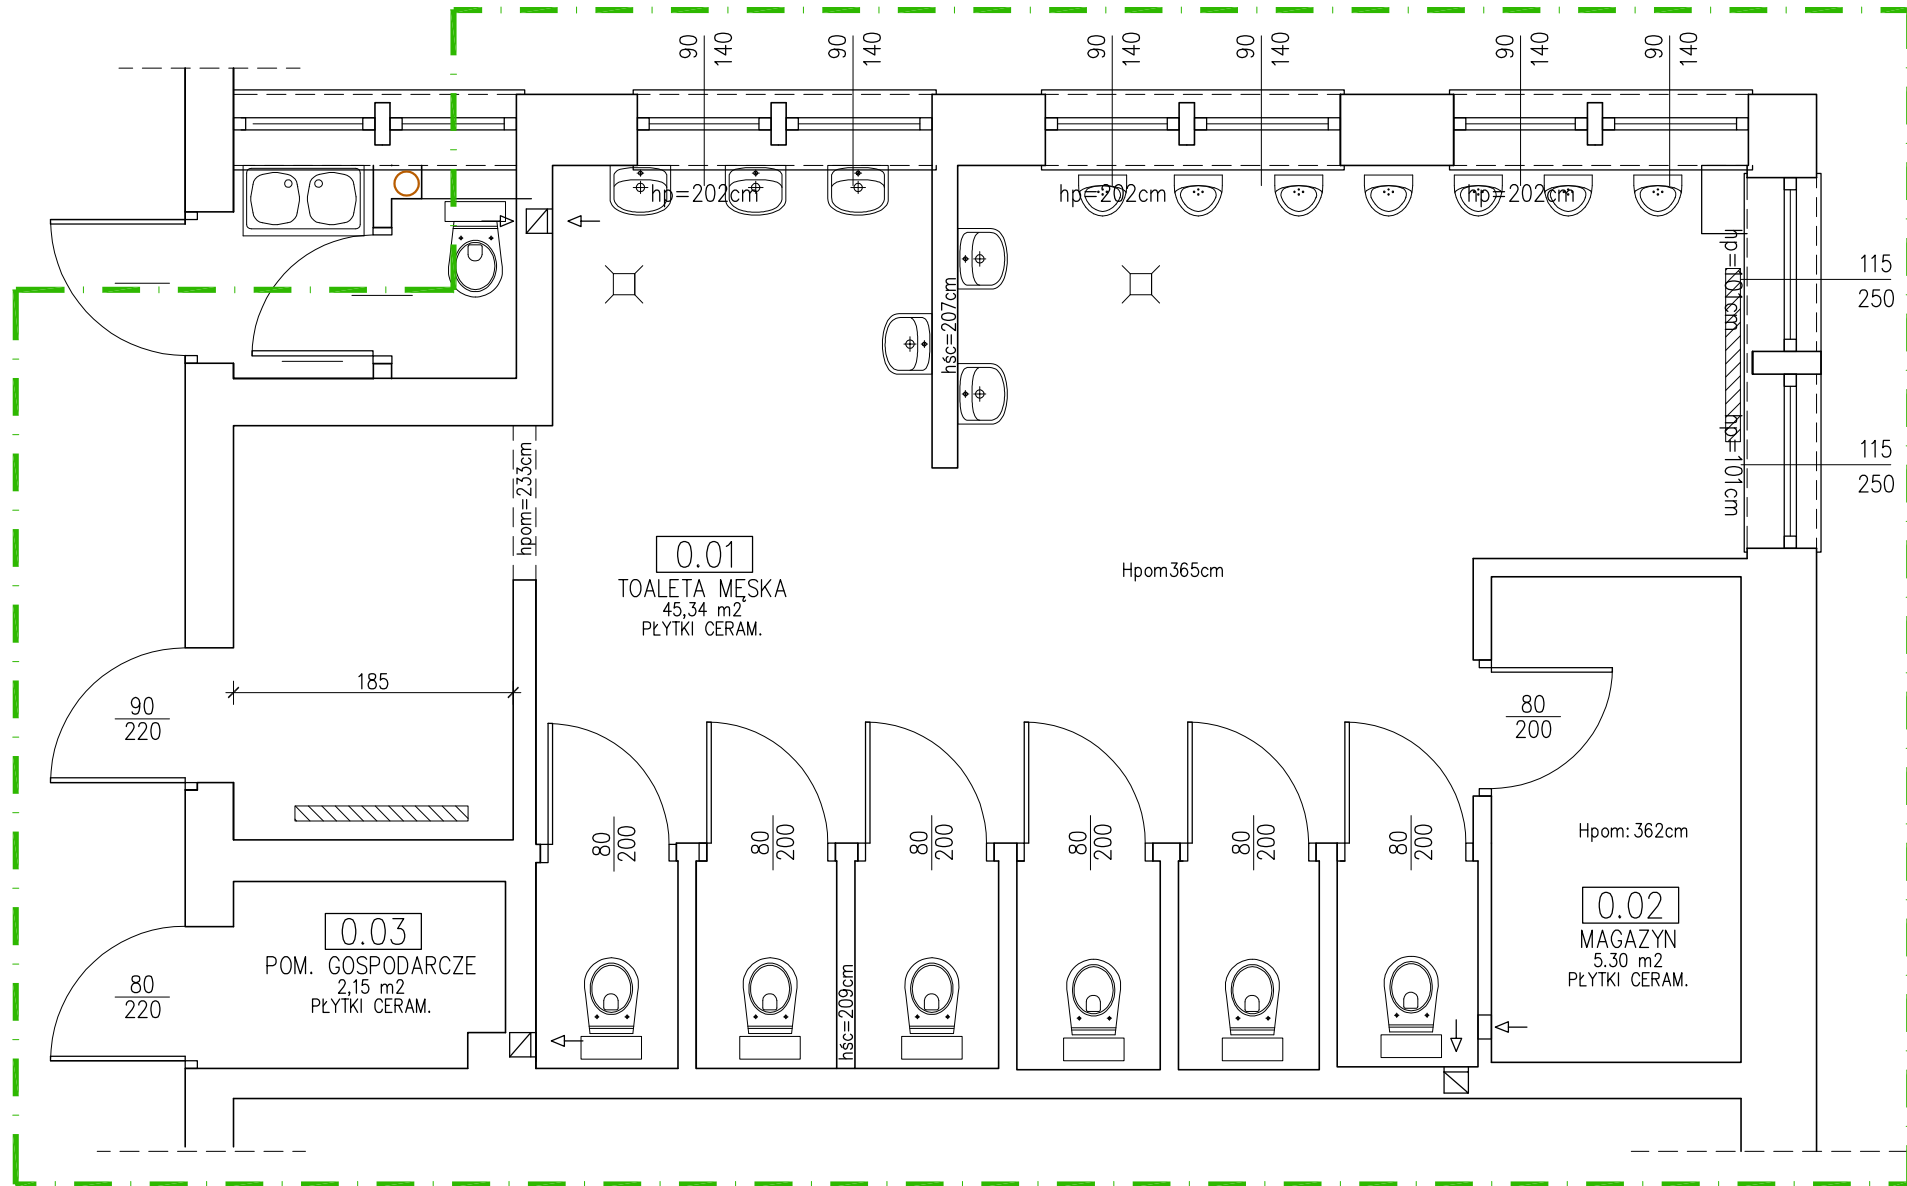 90
140
90
140
90
140
90
140
90
140
90
140
hp=202cm
hp=202cm
hp=202cm
hp=101cm
115
250
hśc=207cm
hp=101cm
115
250
hpom=233cm
0.01
TOALETA MĘSKA
45,34 m2
PŁYTKI CERAM.
Hpom365cm
185
90
220
80
200
80
200
80
200
80
200
80
200
80
200
80
200
Hpom: 362cm
0.02
MAGAZYN
5.30 m2
PŁYTKI CERAM.
0.03
POM. GOSPODARCZE
2,15 m2
PŁYTKI CERAM.
80
220
hśc=209cm